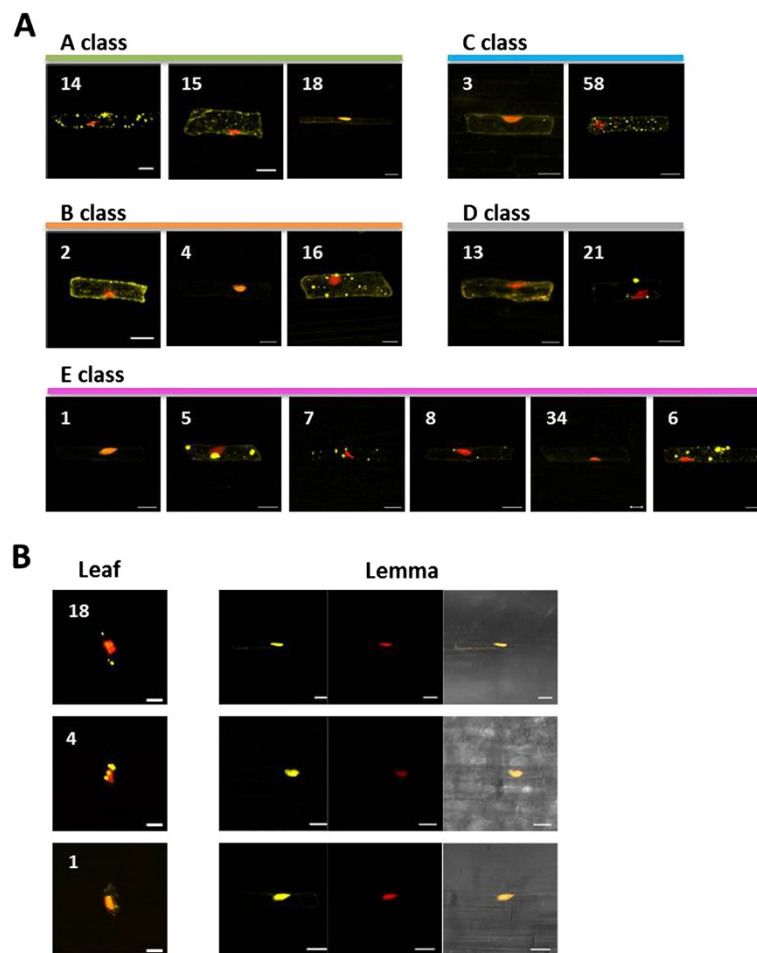 A
A class
C class
14 15 18 3 58
B class
D class
2 4 16 13 21
E class
1 5 7 8 34 6
B
Leaf Lemma
18
4
1